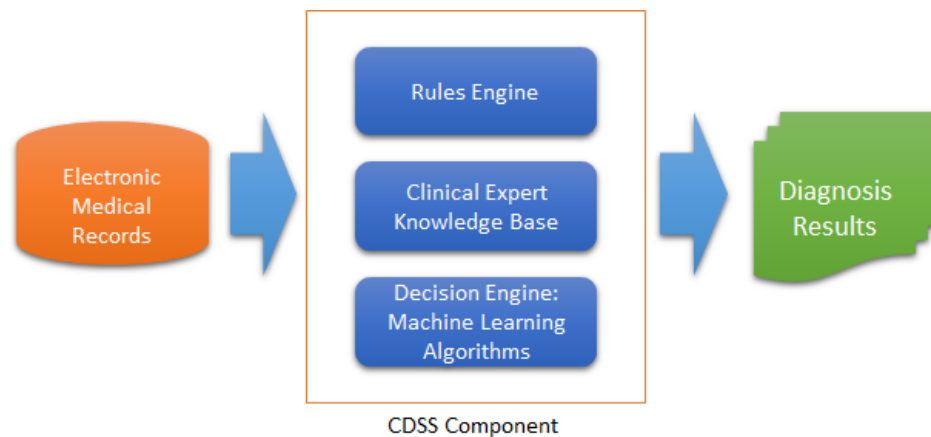 Electronic
Medical
Records
Rules Engine
Clinical Expert
Knowledge Base
Decision Engine:
Machine Learning
Algorithms
CDSS Component
Diagnosis
Results